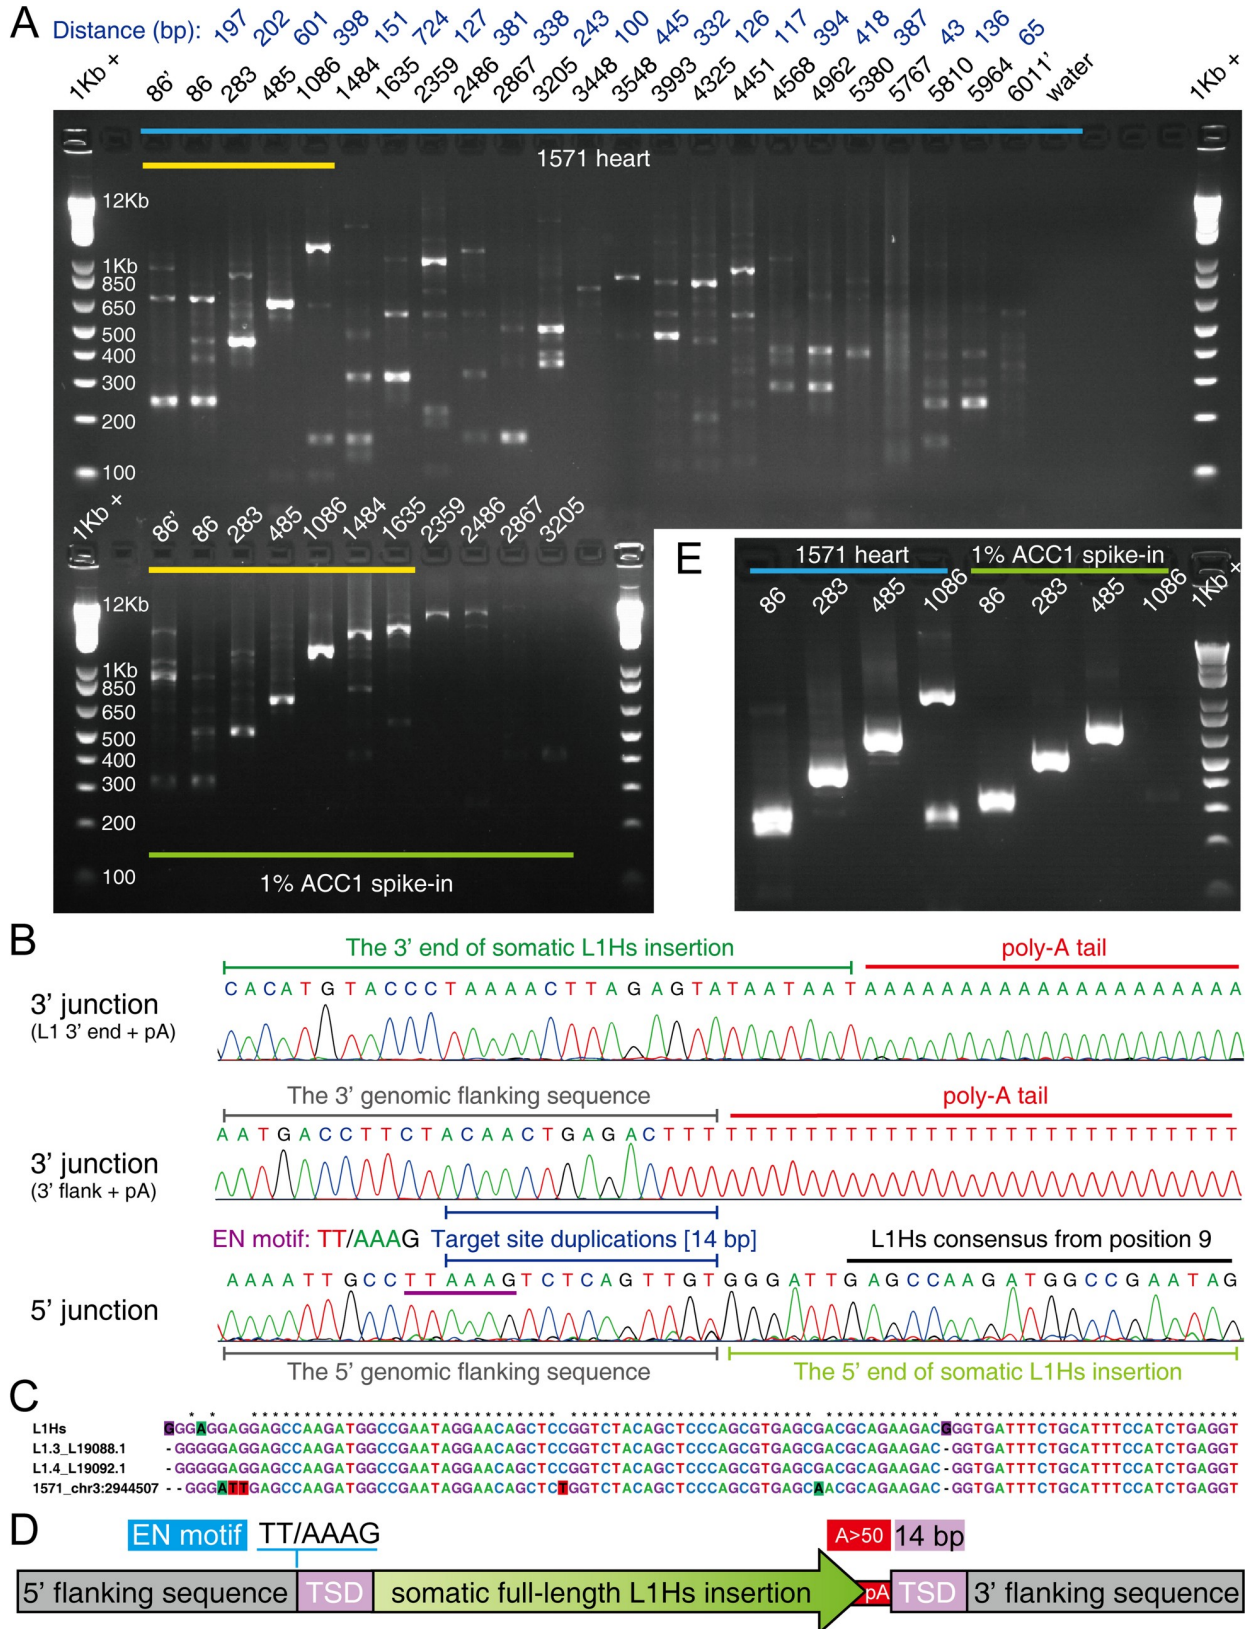 A
Distance (bp): 197 202 601 398 151 724 127 381 338 243 100 445 332 126 117 394 418 387 43 136 65
1Kb + 86' 86 283 485 1086 1484 1635 2359 2486 2867 3205 3448 3548 3993 4325 4451 4568 4962 5380 5767 5810 5964 6011' water 1Kb +
1571 heart
12Kb
1Kb
850
650
500
400
300
200
100
1Kb + 86' 86 283 485 1086 1484 1635 2359 2486 2867 3205
12Kb
1Kb
850
650
500
400
300
200
100
1% ACC1 spike-in
E
1571 heart 1% ACC1 spike-in
86 283 485 1086 86 283 485 1086 1Kb +
B
The 3’ end of somatic L1Hs insertion poly-A tail
3’ junction
(L1 3’ end + pA)
CACATGTACCCTAAAACTTAGAGTATAATAATAAAAAAAAAAAAAAAAAA
The 3’ genomic flanking sequence poly-A tail
3’ junction
(3’ flank + pA)
AATGACCTTCTACAACTGAGACTTTTTTTTTTTTTTTTTTTTTTTTT
EN motif: TT/AAAG Target site duplications [14 bp] L1Hs consensus from position 9
5’ junction
AAAATTGCCTTAAAGTCTCAGTTGTGGGATTGAGCCAAGATGGCCGAATAG
The 5’ genomic flanking sequence The 5’ end of somatic L1Hs insertion
C
L1Hs GGGAGGAGGAGCCAAGATGGCCGAATAGGAACAGCTCCGGTCTACAGCTCCCAGCGTGAGCGACGCAGAAGACGGGTGATTTCTGCATTTCCATCTGAGGT
L1.3_L19088.1 -GGGGGAGGAGCCAAGATGGCCGAATAGGAACAGCTCCGGTCTACAGCTCCCAGCGTGAGCGACGCAGAAGAC-GGTGATTTCTGCATTTCCATCTGAGGT
L1.4_L19092.1 -GGGGGAGGAGCCAAGATGGCCGAATAGGAACAGCTCCGGTCTACAGCTCCCAGCGTGAGCGACGCAGAAGAC-GGTGATTTCTGCATTTCCATCTGAGGT
1571_chr3:2944507 --GGGATTGAGCCAAGATGGCCGAATAGGAACAGCTCTGGTCTACAGCTCCCAGCGTGAGCAACGCAGAAGAC-GGTGATTTCTGCATTTCCATCTGAGGT
D
EN motif TT/AAAG A>50 14 bp
5’ flanking sequence TSD somatic full-length L1Hs insertion pA TSD 3’ flanking sequence